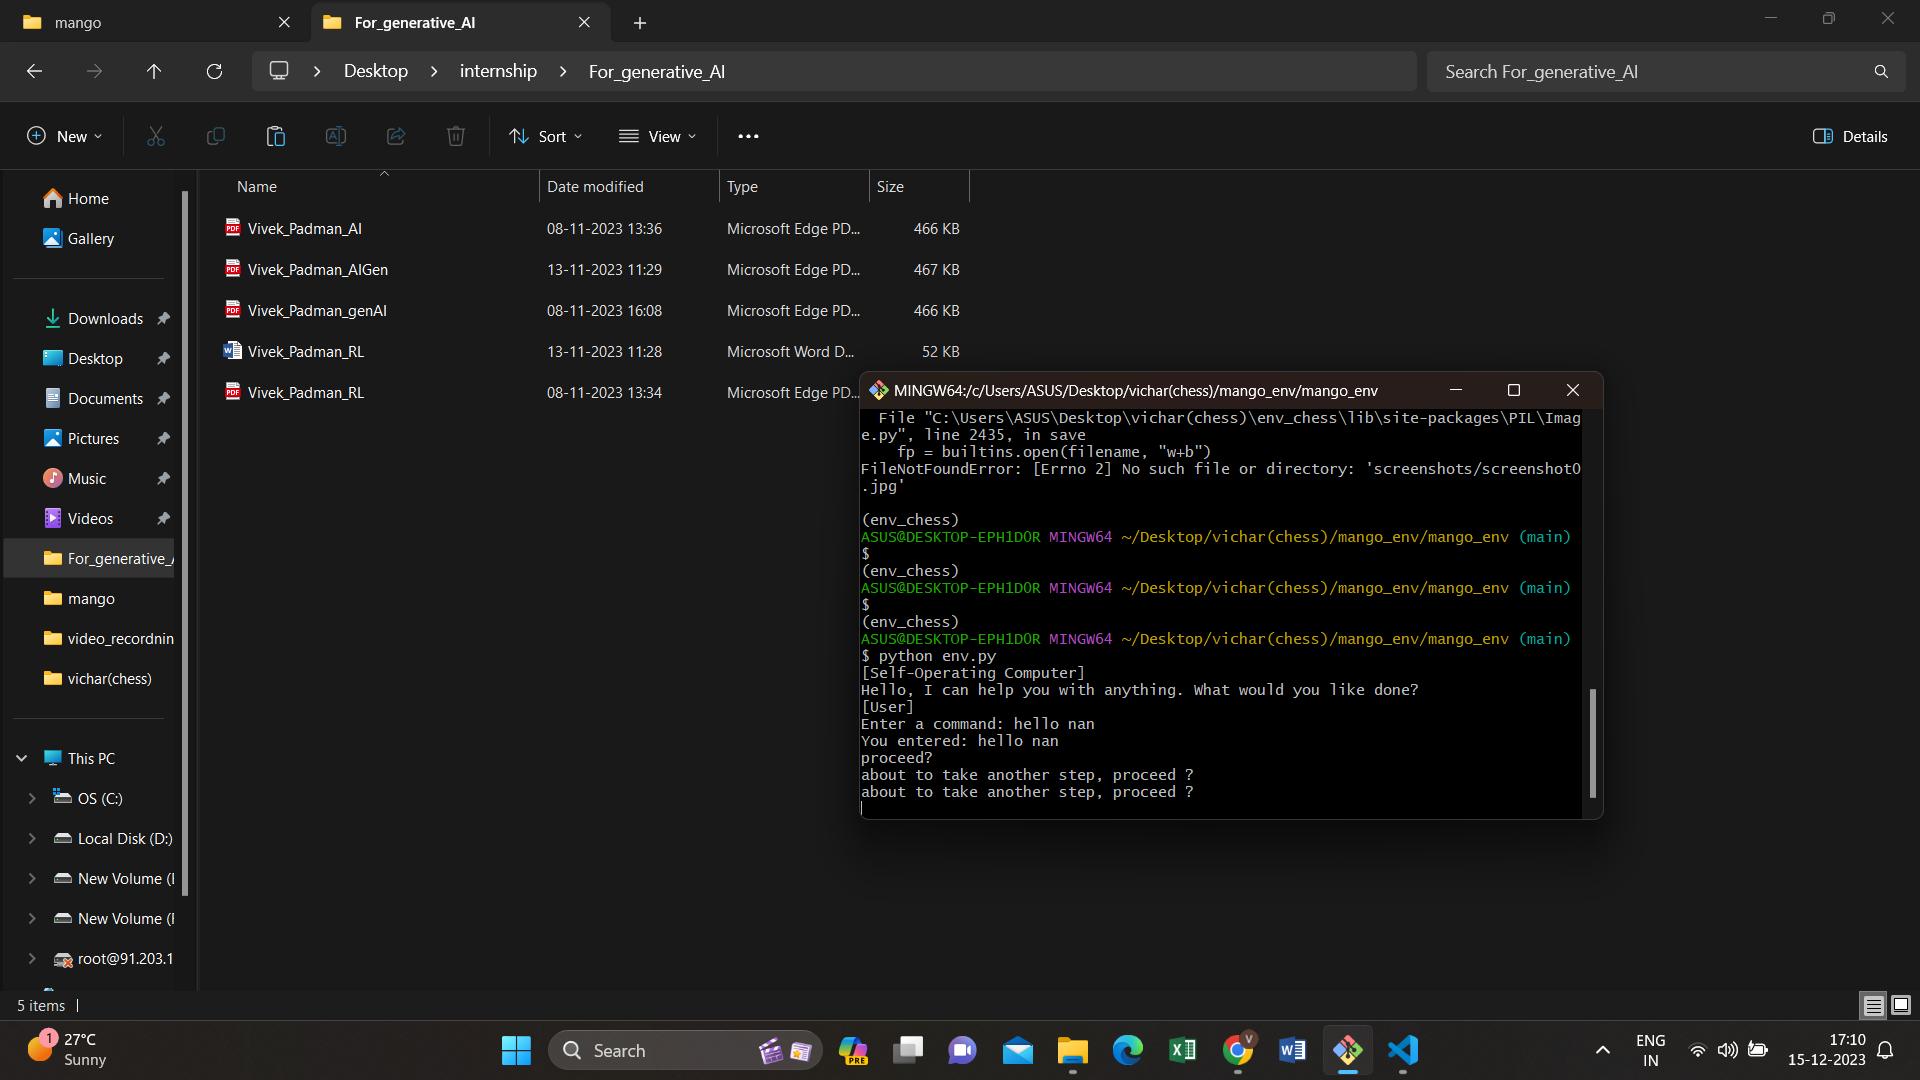 mango
For_generative_AI
Desktop
internship
For_generative_AI
Search For_generative_AI
New
Sort
View
Details
Name
Date modified
Type
Size
Vivek_Padman_AI 08-11-2023 13:36 Microsoft Edge PD... 466 KB
Vivek_Padman_AIGen 13-11-2023 11:29 Microsoft Edge PD... 467 KB
Vivek_Padman_genAI 08-11-2023 16:08 Microsoft Edge PD... 466 KB
Vivek_Padman_RL 13-11-2023 11:28 Microsoft Word D... 52 KB
Vivek_Padman_RL 08-11-2023 13:34 Microsoft Edge PD...
Home
Gallery
Downloads
Desktop
Documents
Pictures
Music
Videos
For_generative_
mango
video_recordnin
vichar(chess)
This PC
OS (C:)
Local Disk (D:)
New Volume (
New Volume (
root@91.203.1
5 items
MINGW64:/c/Users/ASUS/Desktop/vichar(chess)/mango_env/mango_env
File "C:\Users\ASUS\Desktop\vichar(chess)\env_chess\lib\site-packages\PIL\Imag
e.py", line 2435, in save
fp = builtins.open(filename, "w+b")
FileNotFoundError: [Errno 2] No such file or directory: 'screenshots/screenshot0
.jpg'
(env_chess)
ASUS@DESKTOP-EPH1DOR MINGW64 ~/Desktop/vichar(chess)/mango_env/mango_env (main)
$
(env_chess)
ASUS@DESKTOP-EPH1DOR MINGW64 ~/Desktop/vichar(chess)/mango_env/mango_env (main)
$
(env_chess)
ASUS@DESKTOP-EPH1DOR MINGW64 ~/Desktop/vichar(chess)/mango_env/mango_env (main)
$ python env.py
[Self-Operating Computer]
Hello, I can help you with anything. What would you like done?
[User]
Enter a command: hello nan
You entered: hello nan
proceed?
about to take another step, proceed ?
about to take another step, proceed ?
1
27°C
Sunny
Search
PRE
V
ENG
IN
17:10
15-12-2023